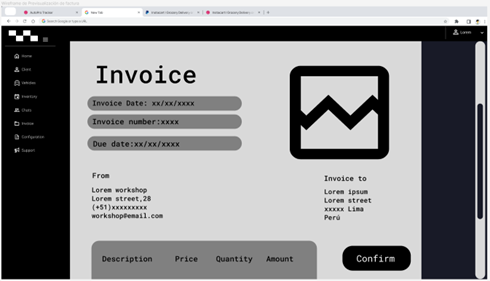 Invoice
Invoice Date: xx/xx/xxxx
Invoice number:xxxx
Due date:xx/xx/xxxx
From
Lorem workshop
Lorem street,28
(+51)xxxxxxxxx
workshop@email.com
Invoice to
Lorem ipsum
Lorem street
xxxxx Lima
Perú
Description Price Quantity Amount
Confirm
Home
Client
Vehicles
Inventory
Chats
Invoice
Configuration
Support
Lorem